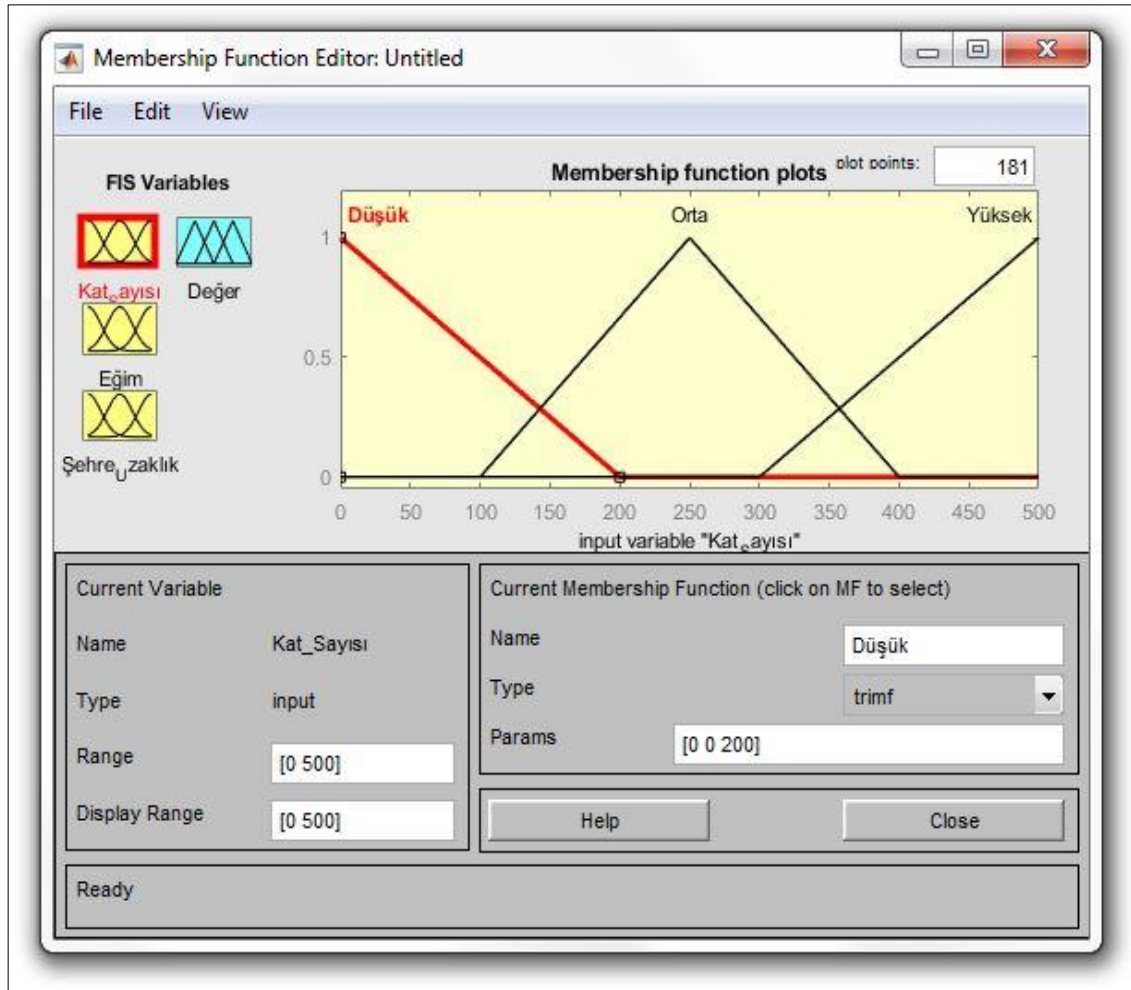 Membership Function Editor: Untitled
File Edit View
FIS Variables
Kat_Sayısı
Değer
Eğim
Şehre_Uzaklık
Membership function plots
plot points:
181
Düşük
Orta
Yüksek
1
0.5
0
0 50 100 150 200 250 300 350 400 450 500
input variable "Kat_Sayısı"
Current Variable
Name Kat_Sayısı
Type input
Range [0 500]
Display Range [0 500]
Current Membership Function (click on MF to select)
Name Düşük
Type trimf
Params [0 0 200]
Help
Close
Ready